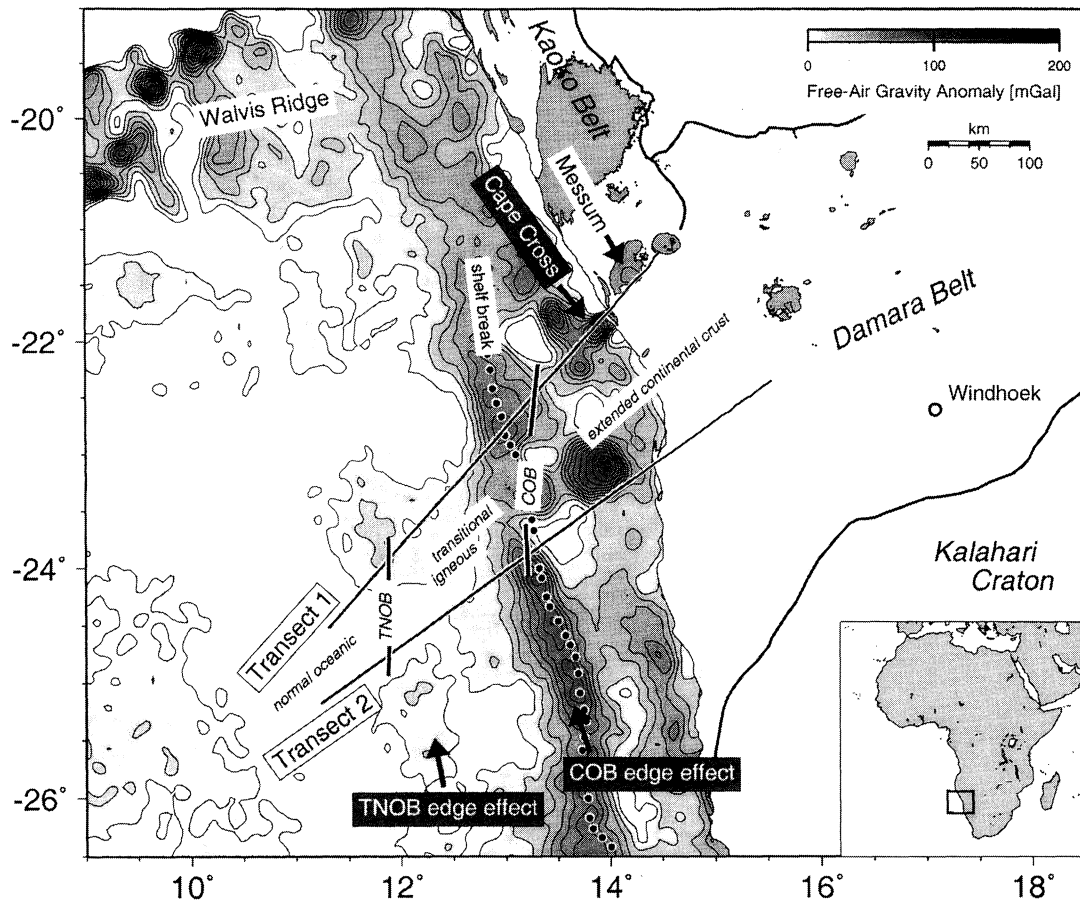 Kaoko Belt
0 100 200
Free-Air Gravity Anomaly [mGal]
km
0 50 100
-20°
Walvis Ridge
Messum
Cape Cross
shelf break
-22°
Damara Belt
extended continental crust
Windhoek
COB
transitional
igneous
-24°
Kalahari
Craton
TNOB
Transect 1
normal oceanic
Transect 2
COB edge effect
TNOB edge effect
-26°
10° 12° 14° 16° 18°